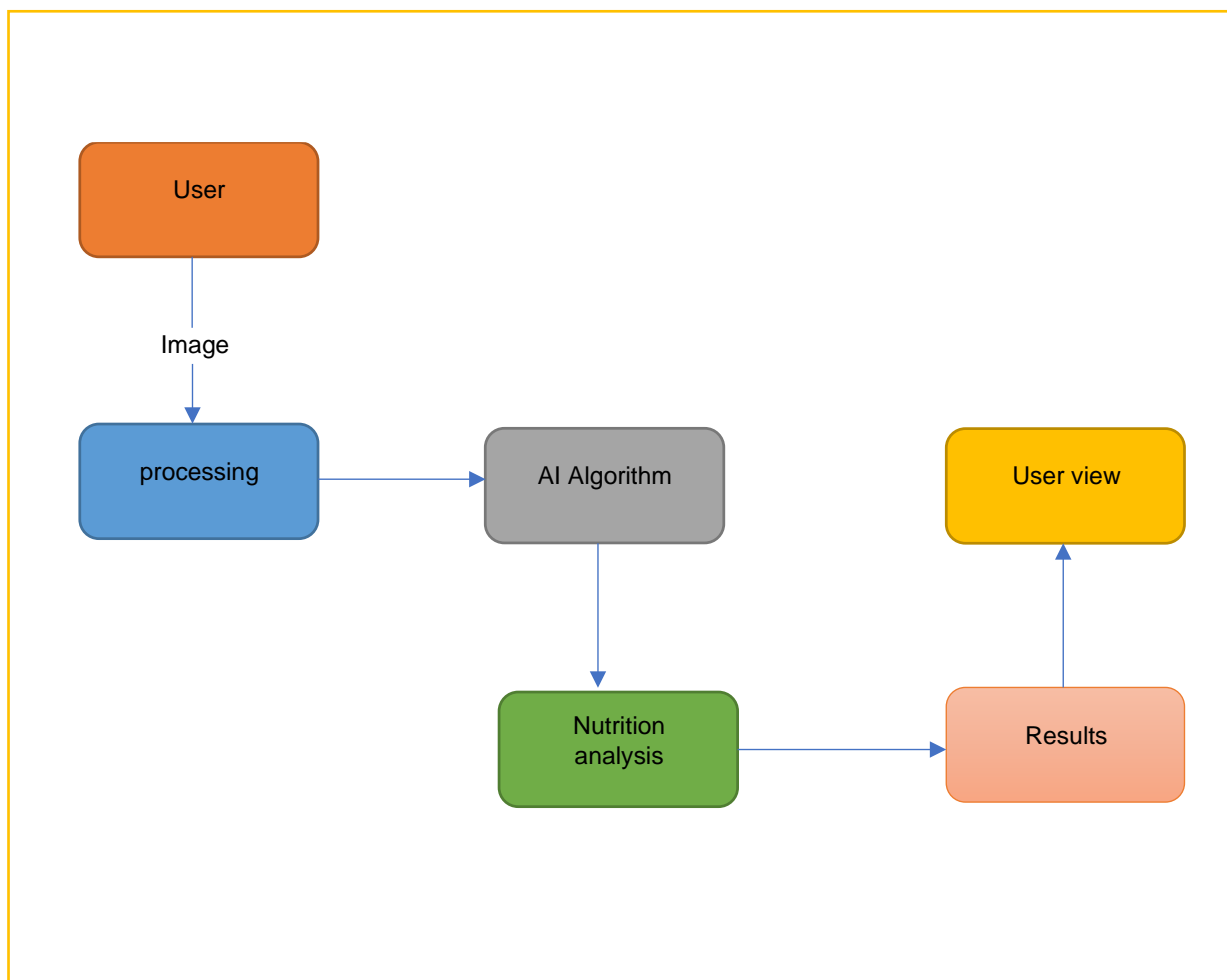 User
Image
processing
AI Algorithm
User view
Nutrition
analysis
Results